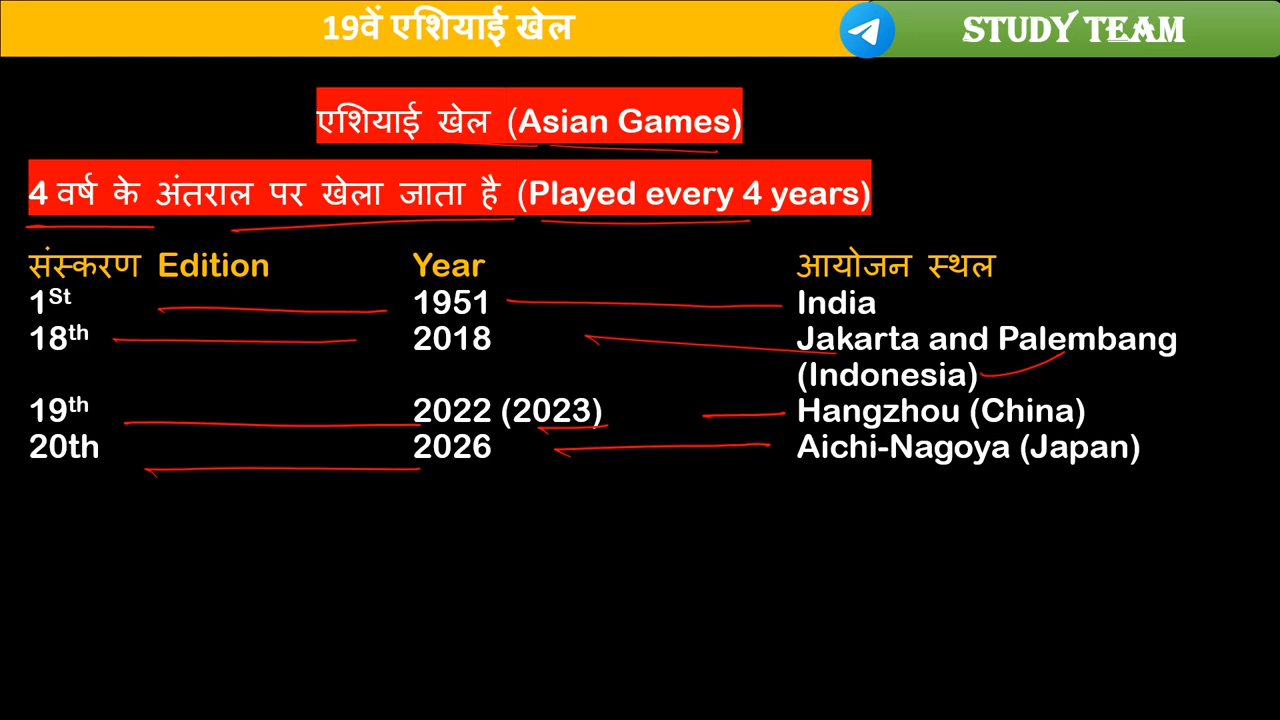 19वें एशियाई खेल
STUDY TEAM
एशियाई खेल (Asian Games)
4 वर्ष के अंतराल पर खेला जाता है (Played every 4 years)
संस्करण Edition Year आयोजन स्थल
1St 1951 India
18th 2018 Jakarta and Palembang
(Indonesia)
19th 2022 (2023) Hangzhou (China)
20th 2026 Aichi-Nagoya (Japan)